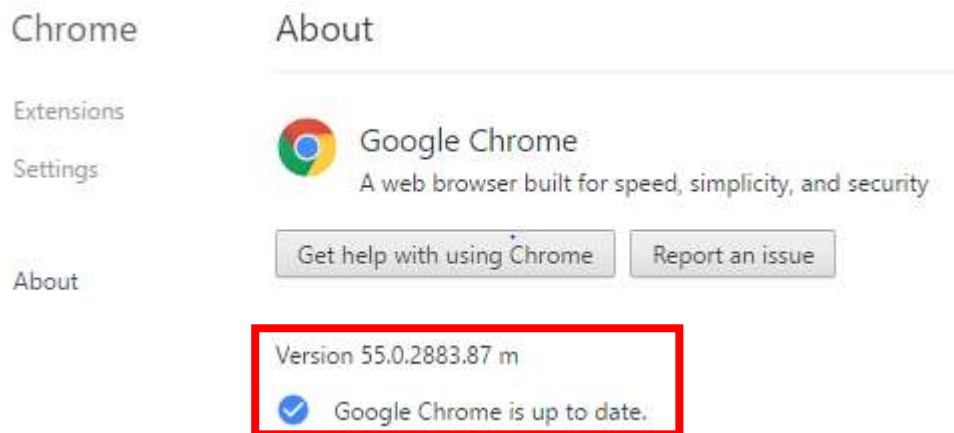 Chrome
About
Extensions
Settings
About
Google Chrome
A web browser built for speed, simplicity, and security
Get help with using Chrome
Report an issue
Version 55.0.2883.87 m
Google Chrome is up to date.